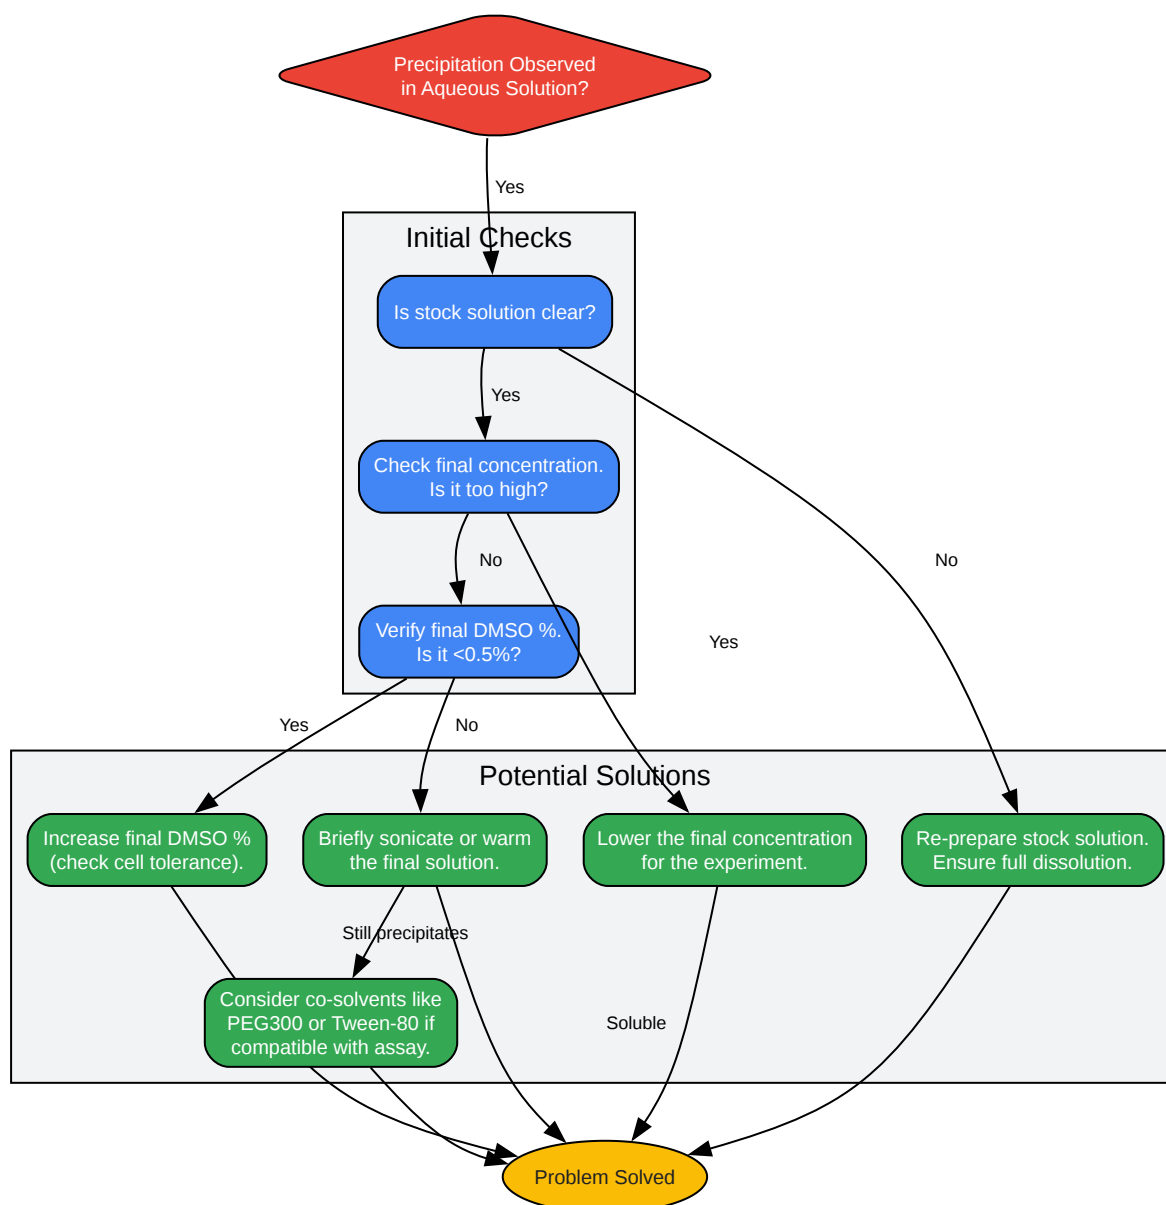 Precipitation Observed
in Aqueous Solution?
Yes
Initial Checks
Is stock solution clear?
Yes
Check final concentration.
Is it too high?
No
No
Verify final DMSO %.
Is it <0.5%?
Yes
Yes
No
Potential Solutions
Increase final DMSO %
(check cell tolerance).
Briefly sonicate or warm
the final solution.
Lower the final concentration
for the experiment.
Re-prepare stock solution.
Ensure full dissolution.
Still precipitates
Consider co-solvents like
PEG300 or Tween-80 if
compatible with assay.
Soluble
Problem Solved